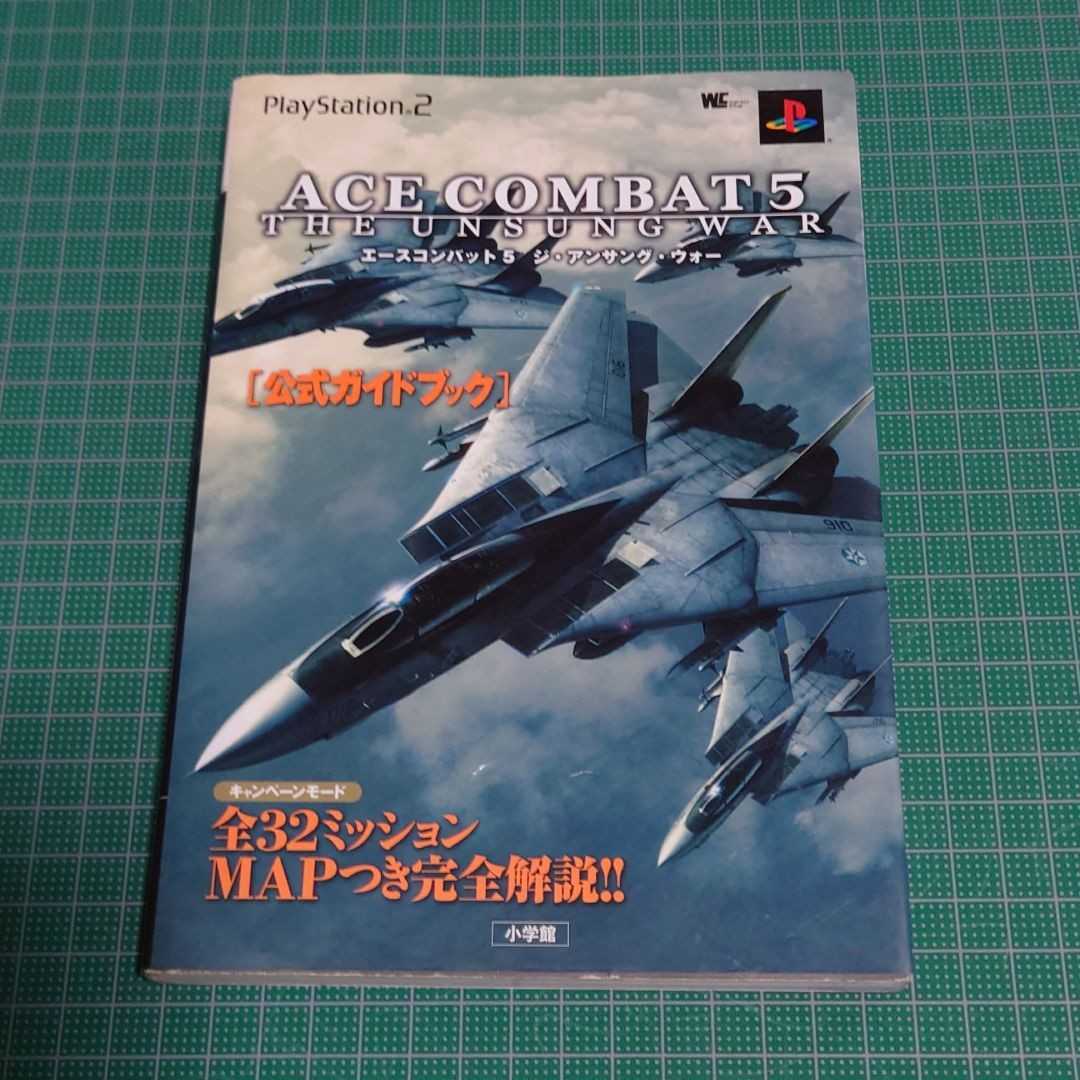 PlayStation.2
ACE COMBAT 5
THE UNSUNG WAR
エースコンバット5 ジ・アンサング・ウォー
[公式ガイドブック]
910
キャンペーンモード
全32ミッション
MAPつき完全解説!!
小学館